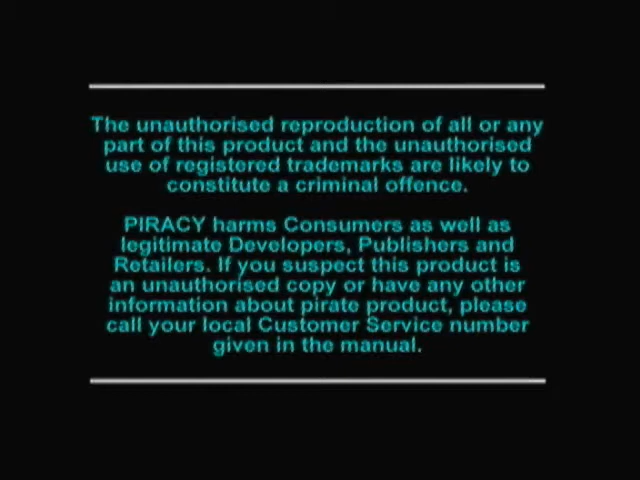 The unauthorised reproduction of all or any
part of this product and the unauthorised
use of registered trademarks are likely to
constitute a criminal offence.
PIRACY harms Consumers as well as
legitimate Developers, Publishers and
Retailers. If you suspect this product is
an unauthorised copy or have any other
information about pirate product, please
call your local Customer Service number
given in the manual.